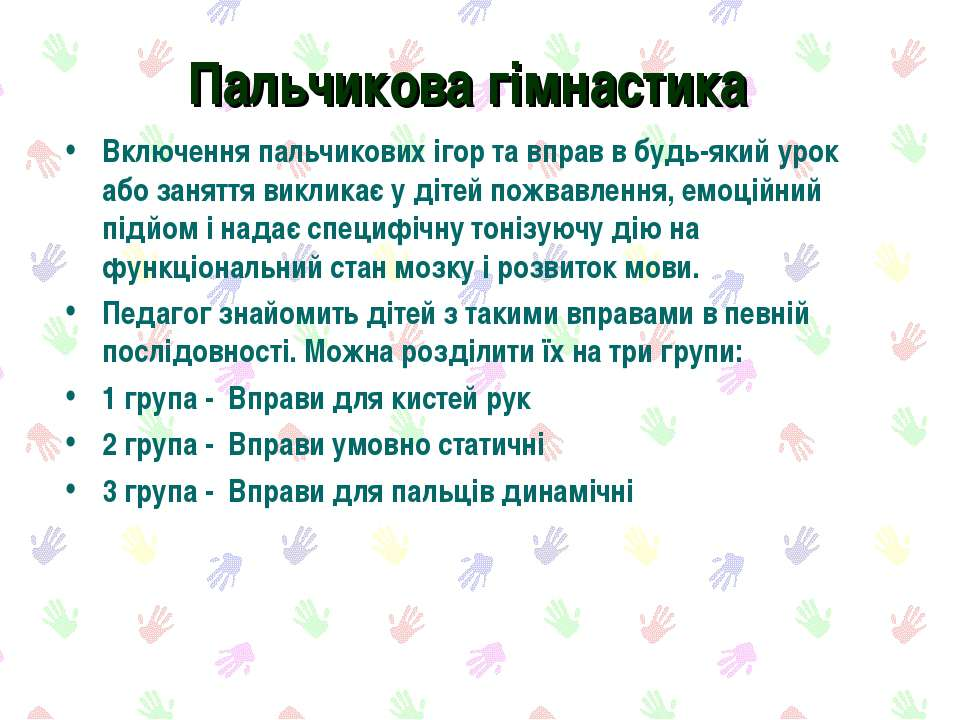 Пальчикова гімнастика
• Включення пальчикових ігор та вправ в будь-який урок
або заняття викликає у дітей пожвавлення, емоційний
підйом і надає специфічну тонізуючу дію на
функціональний стан мозку і розвиток мови.
• Педагог знайомить дітей з такими вправами в певній
послідовності. Можна розділити їх на три групи:
• 1 група - Вправи для кистей рук
• 2 група - Вправи умовно статичні
• 3 група - Вправи для пальців динамічні